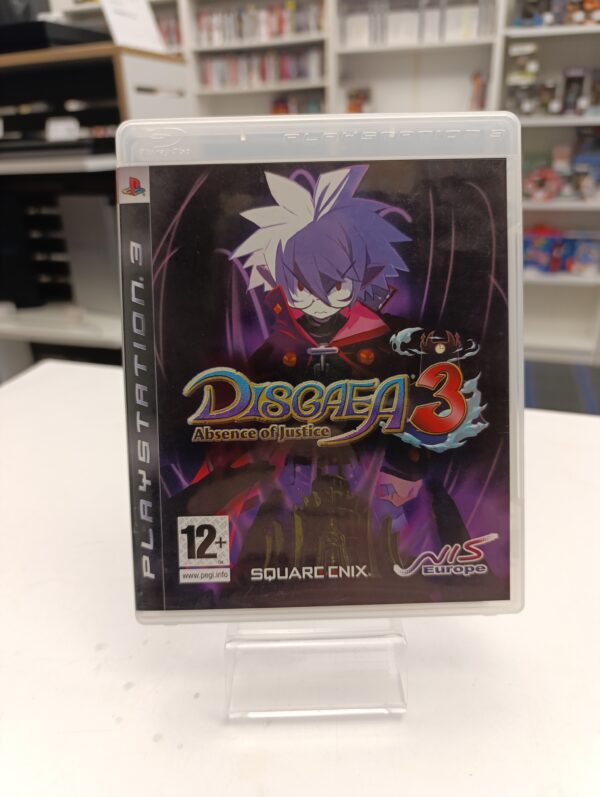 PLAYSTATION 3
PLAYSTATION. 3
DISGAEA 3
Absence of Justice
12+
www.pegi.info
SQUARE ENIX.
NIS
Europe